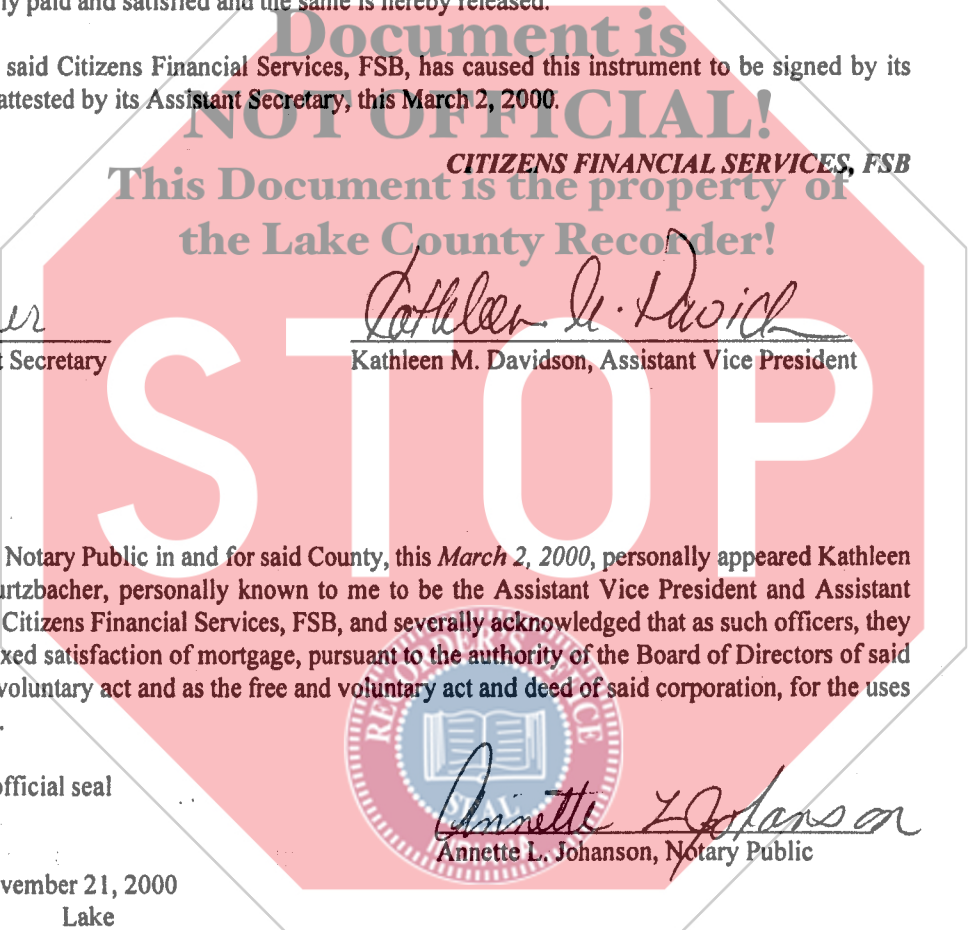 ny paid and satisfied and the same is hereby released.
Document is
said Citizens Financial Services, FSB, has caused this instrument to be signed by its
attested by its Assistant Secretary, this March 2, 2000.
NOT OFFICIAL!
CITIZENS FINANCIAL SERVICES, FSB
This Document is the property of
the Lake County Recorder!
er
Kathleen M. Davidson
t Secretary
Kathleen M. Davidson, Assistant Vice President
STOP
Notary Public in and for said County, this March 2, 2000, personally appeared Kathleen
urtzbacher, personally known to me to be the Assistant Vice President and Assistant
Citizens Financial Services, FSB, and severally acknowledged that as such officers, they
xed satisfaction of mortgage, pursuant to the authority of the Board of Directors of said
voluntary act and as the free and voluntary act and deed of said corporation, for the uses
.
official seal
SEAL
Annette L Johanson
Annette L. Johanson, Notary Public
vember 21, 2000
Lake